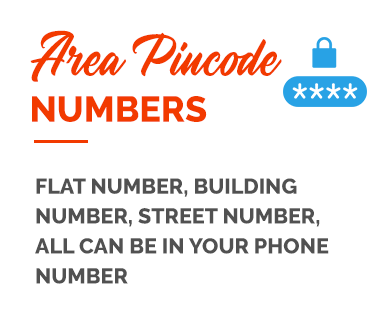 Area Pincode
NUMBERS
****
FLAT NUMBER, BUILDING
NUMBER, STREET NUMBER,
ALL CAN BE IN YOUR PHONE
NUMBER